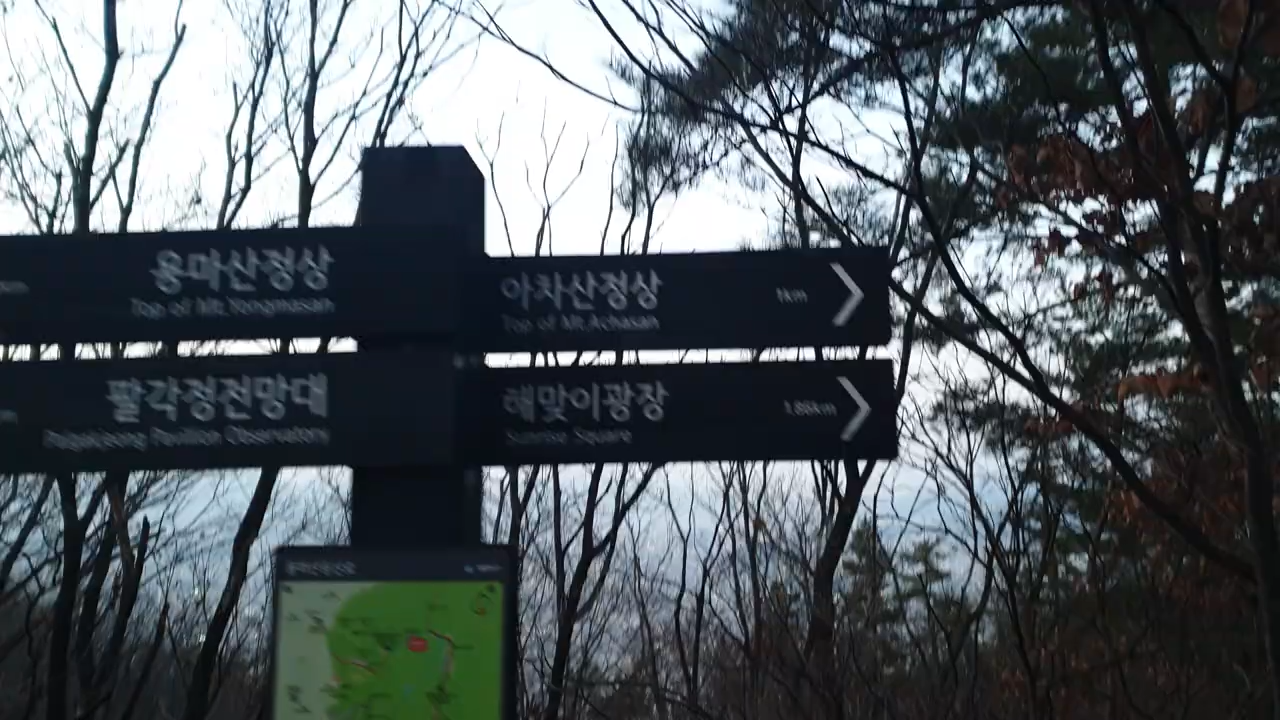 용마산정상
Top of Mt.Yongmasan
아차산정상
Top of Mt.Achasan
1km
팔각정전망대
Palgakjeong Pavilion Observatory
해맞이광장
Sunrise Square
1.85km